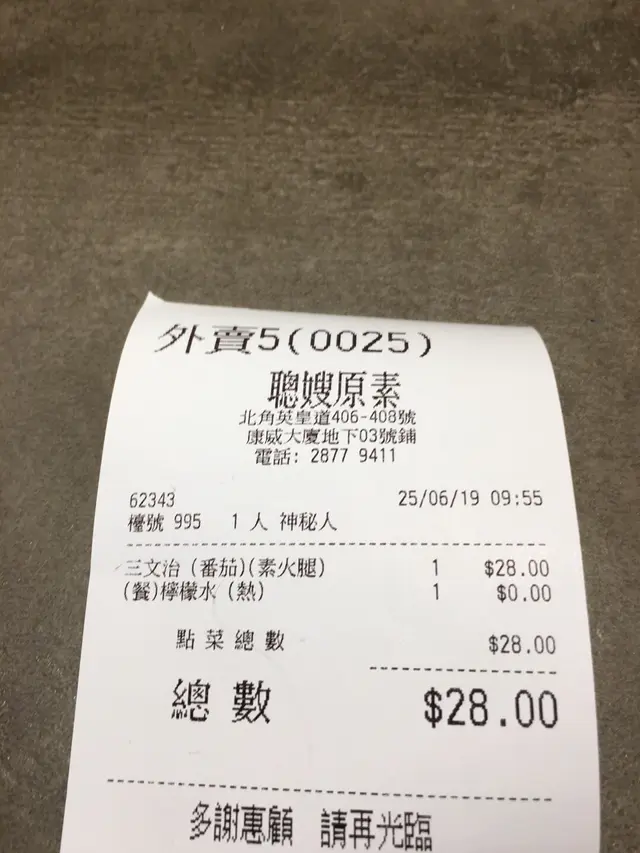 外賣5(0025)
聰嫂原素
北角英皇道406-408號
康威大廈地下03號鋪
電話: 2877 9411
62343 25/06/19 09:55
檯號 995 1 人 神秘人
三文治 (番茄)(素火腿) 1 $28.00
(餐)檸檬水 (熱) 1 $0.00
點菜總數 $28.00
總數 $28.00
多謝惠顧 請再光臨